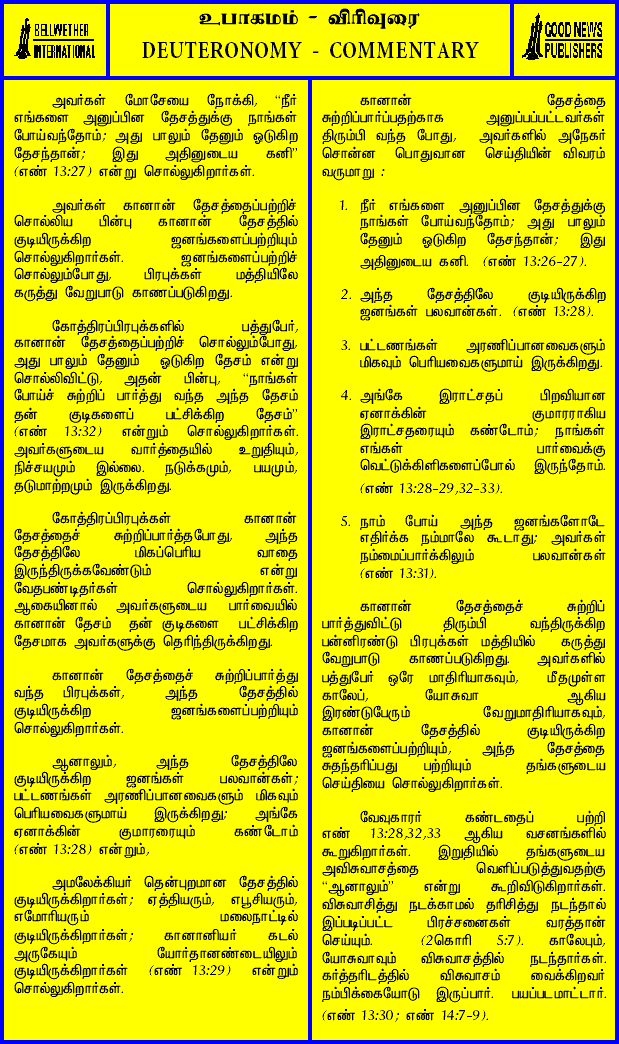 BELLWETHER
INTERNATIONAL
உபாகமம் - விரிவுரை
DEUTERONOMY - COMMENTARY
GOOD NEWS
PUBLISHERS
அவர்கள் மோசேயை நோக்கி, “நீர்
எங்களை அனுப்பின தேசத்துக்கு நாங்கள்
போய்வந்தோம்; அது பாலும் தேனும் ஓடுகிற
தேசந்தான்; இது அதினுடைய கனி”
(எண் 13:27) என்று சொல்லுகிறார்கள்.
அவர்கள் கானான் தேசத்தைப்பற்றிச்
சொல்லிய பின்பு கானான் தேசத்தில்
குடியிருக்கிற ஜனங்களைப்பற்றியும்
சொல்லுகிறார்கள். ஜனங்களைப்பற்றிச்
சொல்லும்போது, பிரபுக்கள் மத்தியிலே
கருத்து வேறுபாடு காணப்படுகிறது.
கோத்திரப்பிரபுக்களில் பத்துபேர்,
கானான் தேசத்தைப்பற்றிச் சொல்லும்போது,
அது பாலும் தேனும் ஓடுகிற தேசம் என்று
சொல்லிவிட்டு, அதன் பின்பு, “நாங்கள்
போய்ச் சுற்றிப் பார்த்து வந்த அந்த தேசம்
தன் குடிகளைப் பட்சிக்கிற தேசம்”
(எண் 13:32) என்றும் சொல்லுகிறார்கள்.
அவர்களுடைய வார்த்தையில் உறுதியும்,
நிச்சயமும் இல்லை. நடுக்கமும், பயமும்,
தடுமாற்றமும் இருக்கிறது.
கோத்திரப்பிரபுக்கள் கானான்
தேசத்தைச் சுற்றிப்பார்த்தபோது, அந்த
தேசத்திலே மிகப்பெரிய வாதை
இருந்திருக்கவேண்டும் என்று
வேதபண்டிதர்கள் சொல்லுகிறார்கள்.
ஆகையினால் அவர்களுடைய பார்வையில்
கானான் தேசம் தன் குடிகளை பட்சிக்கிற
தேசமாக அவர்களுக்கு தெரிந்திருக்கிறது.
கானான் தேசத்தைச் சுற்றிப்பார்த்து
வந்த பிரபுக்கள், அந்த தேசத்தில்
குடியிருக்கிற ஜனங்களைப்பற்றியும்
சொல்லுகிறார்கள்.
ஆனாலும், அந்த தேசத்திலே
குடியிருக்கிற ஜனங்கள் பலவான்கள்;
பட்டணங்கள் அரணிப்பானவைகளும் மிகவும்
பெரியவைகளுமாய் இருக்கிறது; அங்கே
ஏனாக்கின் குமாரரையும் கண்டோம்
(எண் 13:28) என்றும்,
அமலேக்கியர் தென்புறமான தேசத்தில்
குடியிருக்கிறார்கள்; ஏத்தியரும், எபூசியரும்,
எமோரியரும் மலைநாட்டில்
குடியிருக்கிறார்கள்; கானானியர் கடல்
அருகேயும் யோர்தானண்டையிலும்
குடியிருக்கிறார்கள் (எண் 13:29) என்றும்
சொல்லுகிறார்கள்.
கானான் தேசத்தை
சுற்றிப்பார்ப்பதற்காக அனுப்பப்பட்டவர்கள்
திரும்பி வந்த போது, அவர்களில் அநேகர்
சொன்ன பொதுவான செய்தியின் விவரம்
வருமாறு :
1. நீர் எங்களை அனுப்பின தேசத்துக்கு
நாங்கள் போய்வந்தோம்; அது பாலும்
தேனும் ஓடுகிற தேசந்தான்; இது
அதினுடைய கனி. (எண் 13:26-27).
2. அந்த தேசத்திலே குடியிருக்கிற
ஜனங்கள் பலவான்கள். (எண் 13:28).
3. பட்டணங்கள் அரணிப்பானவைகளும்
மிகவும் பெரியவைகளுமாய் இருக்கிறது.
4. அங்கே இராட்சதப் பிறவியான
ஏனாக்கின் குமாரராகிய
இராட்சதரையும் கண்டோம்; நாங்கள்
எங்கள் பார்வைக்கு
வெட்டுக்கிளிகளைப்போல் இருந்தோம்.
(எண் 13:28-29,32-33).
5. நாம் போய் அந்த ஜனங்களோடே
எதிர்க்க நம்மாலே கூடாது; அவர்கள்
நம்மைப்பார்க்கிலும் பலவான்கள்
(எண் 13:31).
கானான் தேசத்தைச் சுற்றிப்
பார்த்துவிட்டு திரும்பி வந்திருக்கிற
பன்னிரண்டு பிரபுக்கள் மத்தியில் கருத்து
வேறுபாடு காணப்படுகிறது. அவர்களில்
பத்துபேர் ஒரே மாதிரியாகவும், மீதமுள்ள
காலேப், யோசுவா ஆகிய
இரண்டுபேரும் வேறுமாதிரியாகவும்,
கானான் தேசத்தில் குடியிருக்கிற
ஜனங்களைப்பற்றியும், அந்த தேசத்தை
சுதந்தரிப்பது பற்றியும் தங்களுடைய
செய்தியை சொல்லுகிறார்கள்.
வேவுகாரர் கண்டதைப் பற்றி
எண் 13:28,32,33 ஆகிய வசனங்களில்
கூறுகிறார்கள். இறுதியில் தங்களுடைய
அவிசுவாசத்தை வெளிப்படுத்துவதற்கு
“ஆனாலும்” என்று கூறிவிடுகிறார்கள்.
விசுவாசித்து நடக்காமல் தரிசித்து நடந்தால்
இப்படிப்பட்ட பிரச்சனைகள் வரத்தான்
செய்யும். (2கொரி 5:7). காலேபும்,
யோசுவாவும் விசுவாசத்தில் நடந்தார்கள்.
கர்த்தரிடத்தில் விசுவாசம் வைக்கிறவர்
நம்பிக்கையோடு இருப்பார். பயப்படமாட்டார்.
(எண் 13:30; எண் 14:7-9).